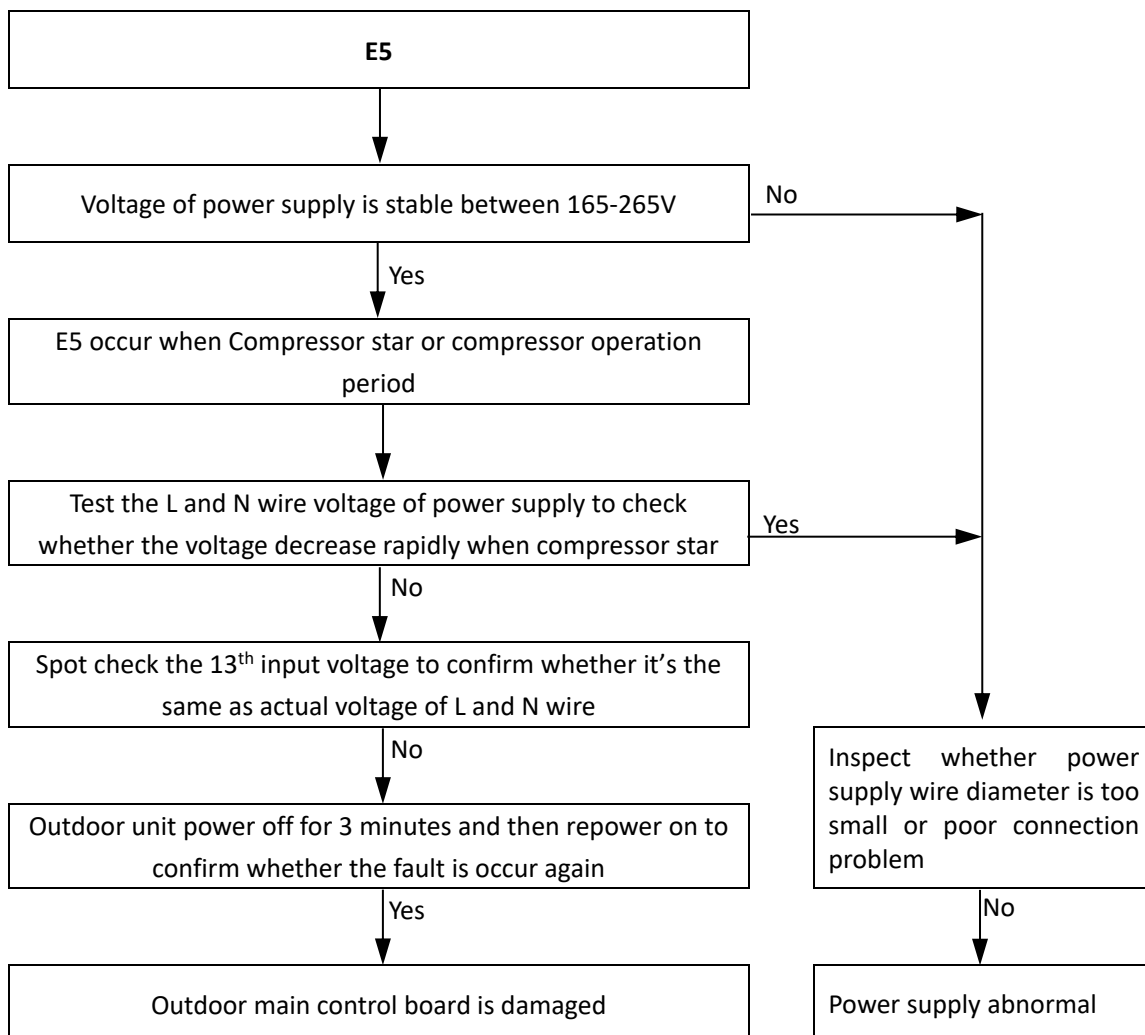 E5
Voltage of power supply is stable between 165-265V
No
Yes
E5 occur when Compressor star or compressor operation
period
Test the L and N wire voltage of power supply to check
whether the voltage decrease rapidly when compressor star
Yes
No
Spot check the 13th input voltage to confirm whether it’s the
same as actual voltage of L and N wire
No
Inspect whether power
supply wire diameter is too
small or poor connection
problem
Outdoor unit power off for 3 minutes and then repower on to
confirm whether the fault is occur again
Yes
No
Outdoor main control board is damaged
Power supply abnormal